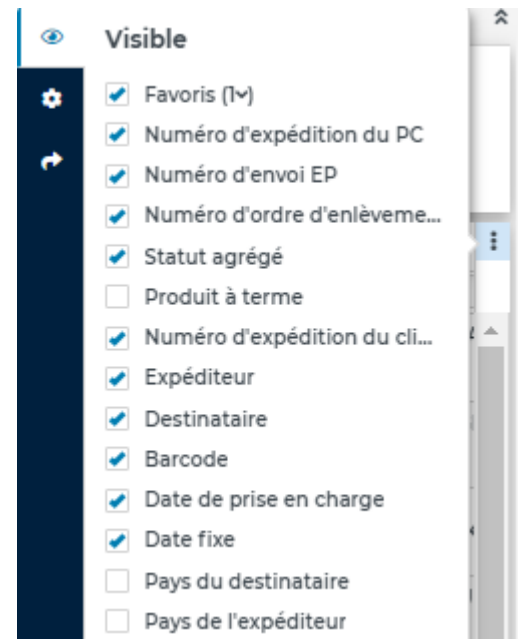 Visible
Favoris (1)
Numéro d'expédition du PC
Numéro d'envoi EP
Numéro d'ordre d'enlèveme...
Statut agrégé
Produit à terme
Numéro d'expédition du cli...
Expéditeur
Destinataire
Barcode
Date de prise en charge
Date fixe
Pays du destinataire
Pays de l'expéditeur